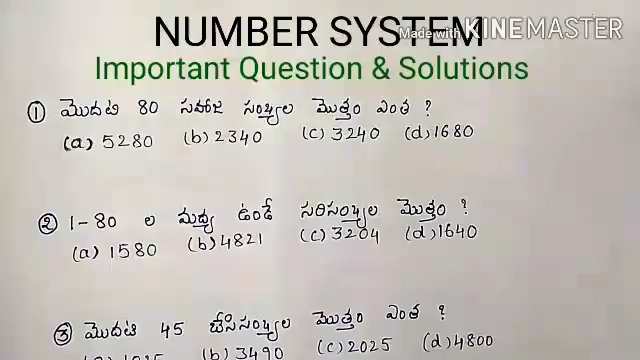 NUMBER SYSTEM
Made with KINEMASTER
Important Question & Solutions
① మొదటి 80 సహజ సంఖ్యల మొత్తం ఎంత ?
(a) 5280 (b) 2340 (c) 3240 (d) 1680
② 1-80 ల మధ్య ఉండే సరిసంఖ్యల మొత్తం ?
(a) 1580 (b) 4821 (c) 3204 (d) 1640
③ మొదటి 45 బేసిసంఖ్యల మొత్తం ఎంత ?
(b) 3490 (c) 2025 (d) 4800